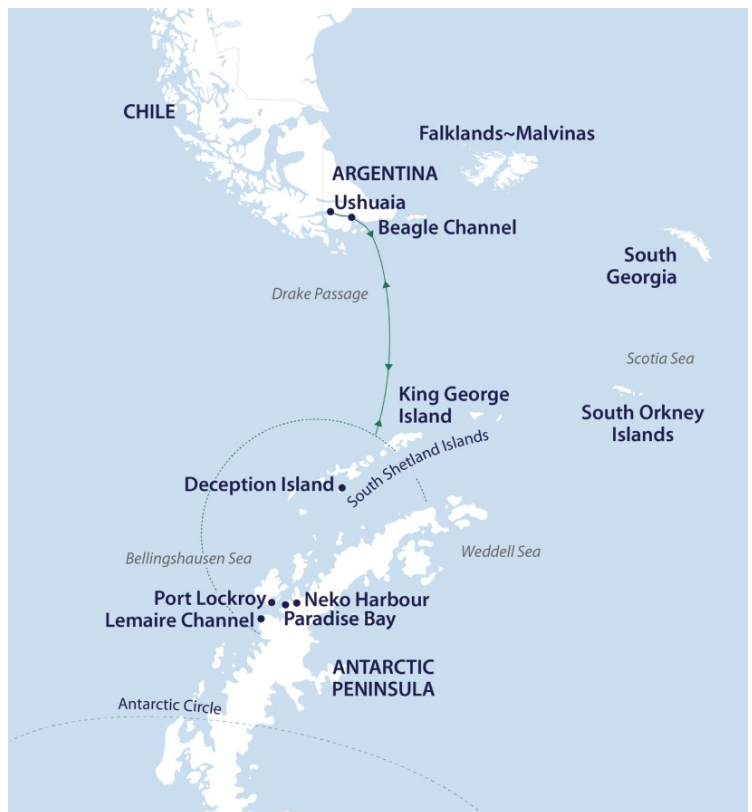 CHILE
Falklands~Malvinas
ARGENTINA
Ushuaia
Beagle Channel
South
Georgia
Drake Passage
Scotia Sea
King George
Island
South Orkney
Islands
South Shetland Islands
Deception Island
Bellingshausen Sea
Weddell Sea
Port Lockroy
Neko Harbour
Lemaire Channel
Paradise Bay
ANTARCTIC
PENINSULA
Antarctic Circle